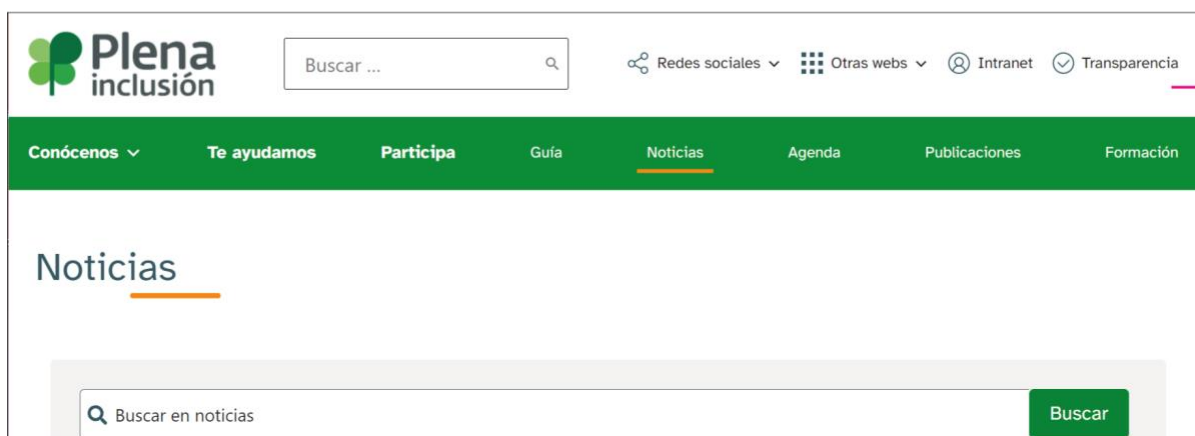 Plena
inclusión
Buscar ...
Redes sociales
Otras webs
Intranet
Transparencia
Conócenos
Te ayudamos
Participa
Guía
Noticias
Agenda
Publicaciones
Formación
Noticias
Buscar en noticias
Buscar